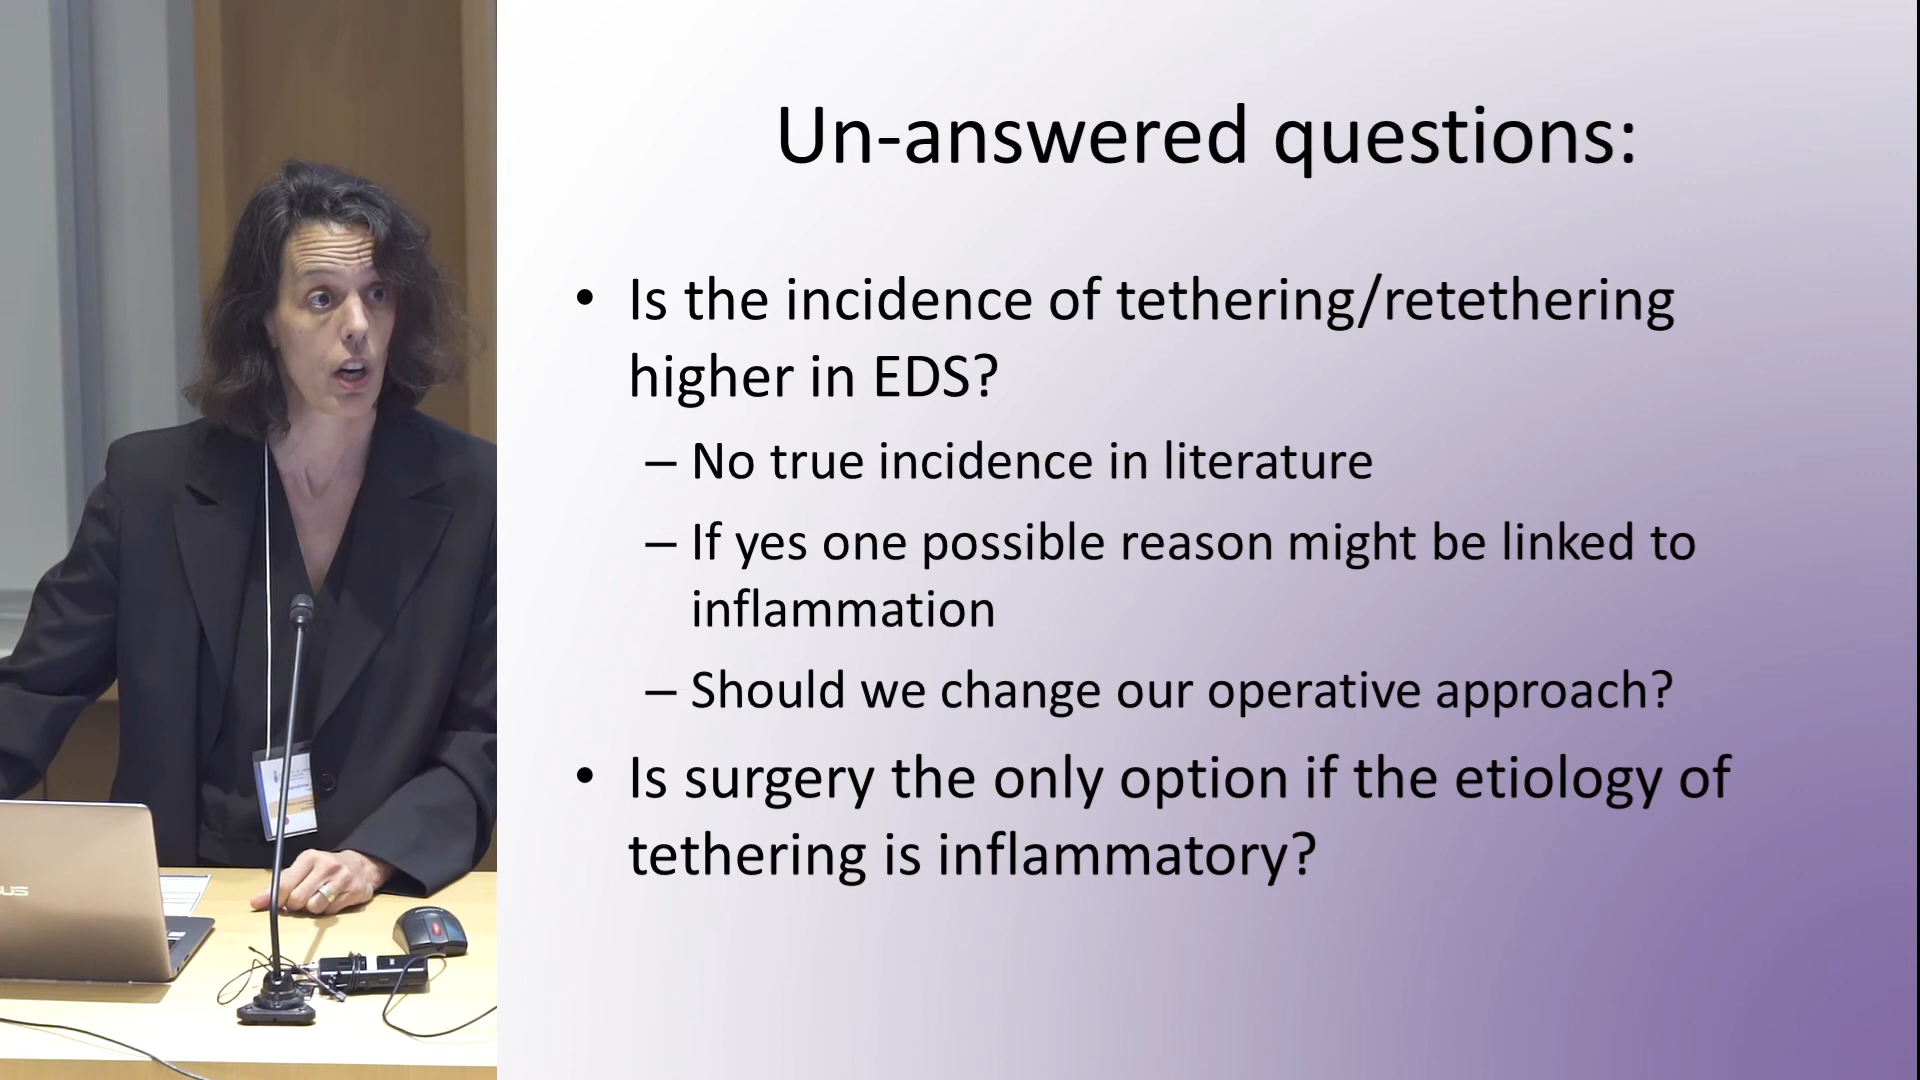 Un-answered questions:
• Is the incidence of tethering/retethering
higher in EDS?
– No true incidence in literature
– If yes one possible reason might be linked to
inflammation
– Should we change our operative approach?
• Is surgery the only option if the etiology of
tethering is inflammatory?